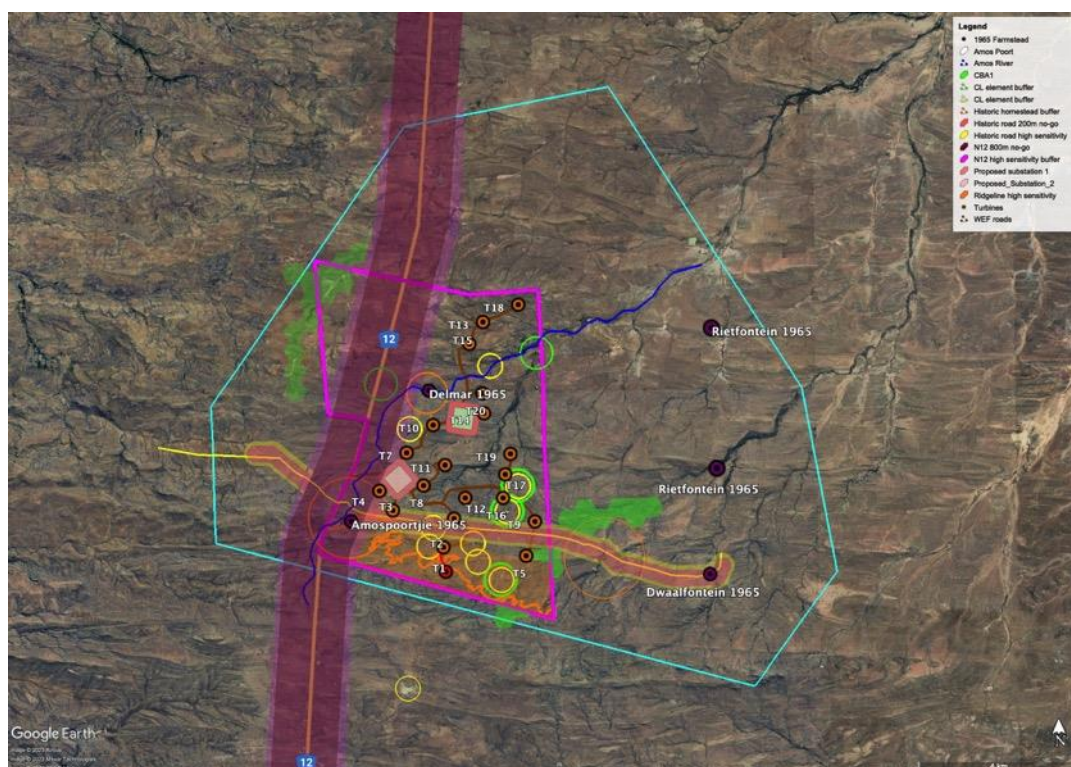 Legend
1965 Farmstead
Amos Poort
Amos River
CBA1
CL element buffer
CL element buffer
Historic homestead buffer
Historic road 200m no-go
Historic road high sensitivity
N12 800m no-go
N12 high sensitivity buffer
Proposed substation 1
Proposed_Substation_2
Ridgeline high sensitivity
Turbines
WEF roads
T18
T13
12
T15
Rietfontein 1965
Delmar 1965
T20
T14
T10
T7
T19
T11
Rietfontein 1965
T17
T4
T8
T3
T12
T16
T9
Amospoortjie 1965
T2
T1
T5
Dwaalfontein 1965
Google Earth
N
12